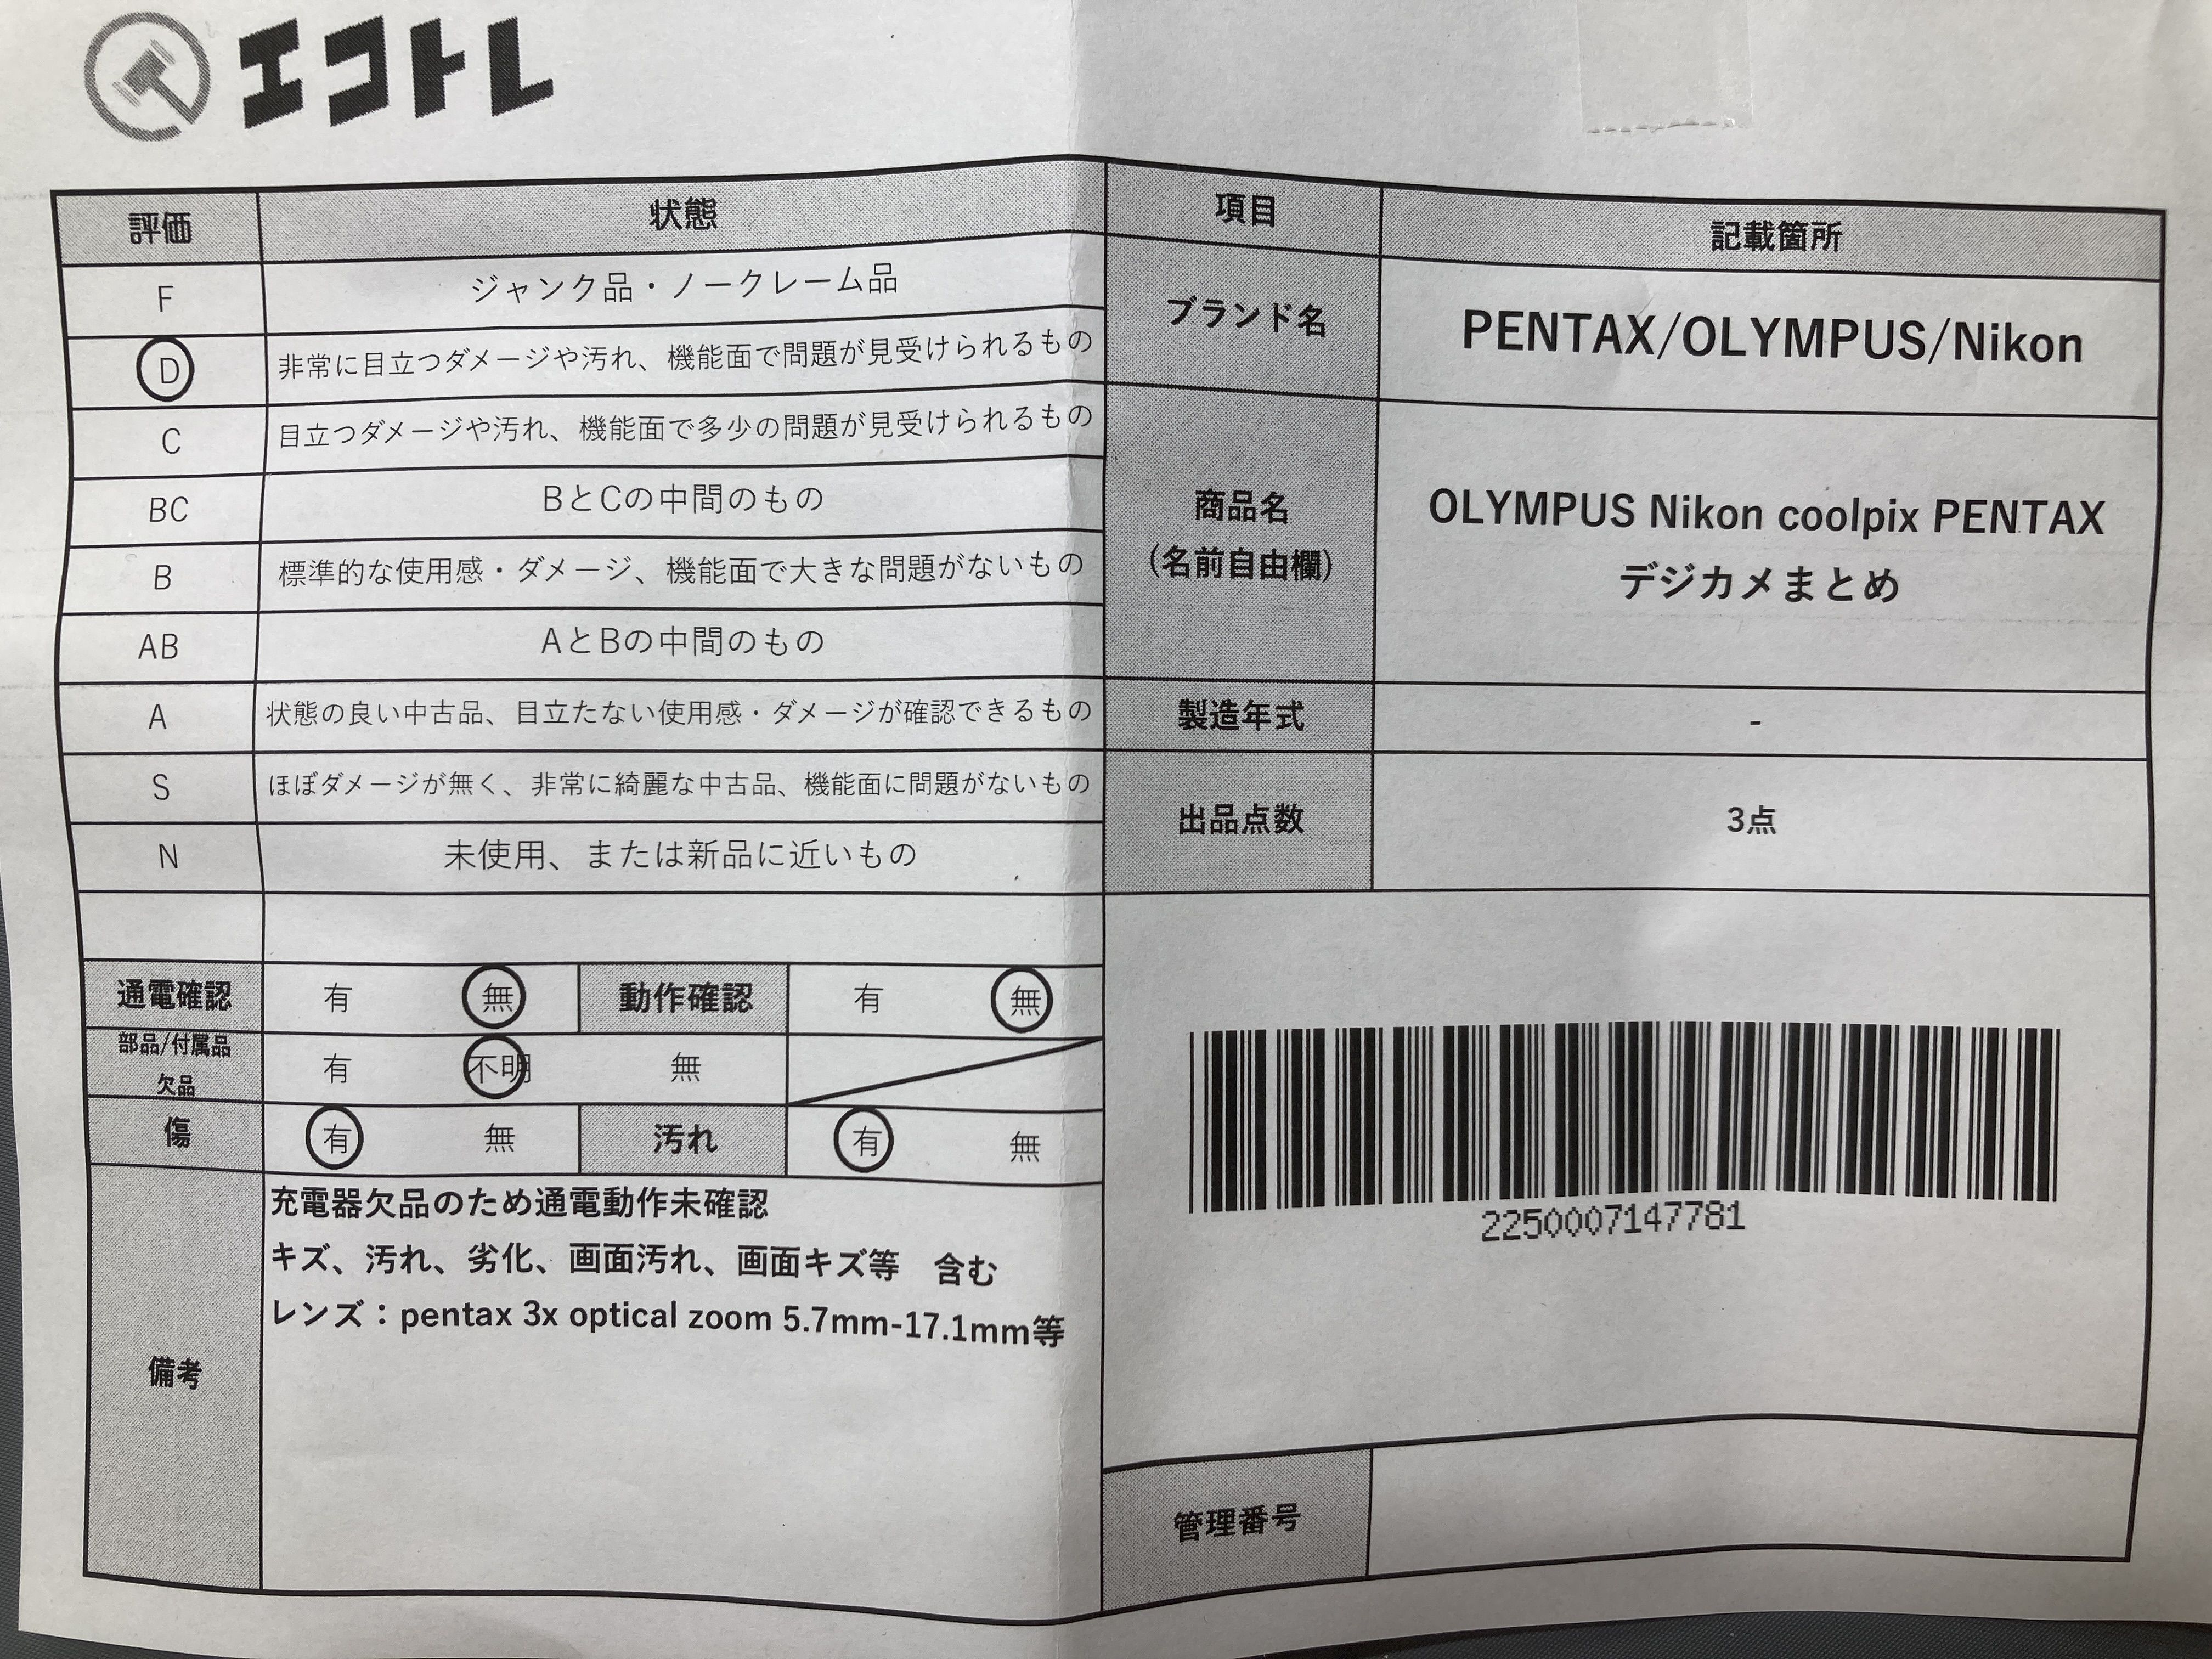 エコトレ
評価 状態
F ジャンク品・ノークレーム品
D 非常に目立つダメージや汚れ、機能面で問題が見受けられるもの
C 目立つダメージや汚れ、機能面で多少の問題が見受けられるもの
BC BとCの中間のもの
B 標準的な使用感・ダメージ、機能面で大きな問題がないもの
AB AとBの中間のもの
A 状態の良い中古品、目立たない使用感・ダメージが確認できるもの
S ほぼダメージが無く、非常に綺麗な中古品、機能面に問題がないもの
N 未使用、または新品に近いもの
通電確認 有 無 動作確認 有 無
部品/付属品
欠品 有 不明 無
傷 有 無 汚れ 有 無
備考
充電器欠品のため通電動作未確認
キズ、汚れ、劣化、画面汚れ、画面キズ等 含む
レンズ：pentax 3x optical zoom 5.7mm-17.1mm等
項目 記載箇所
ブランド名 PENTAX/OLYMPUS/Nikon
商品名
(名前自由欄)
OLYMPUS Nikon coolpix PENTAX
デジカメまとめ
製造年式 -
出品点数 3点
2250007147781
管理番号